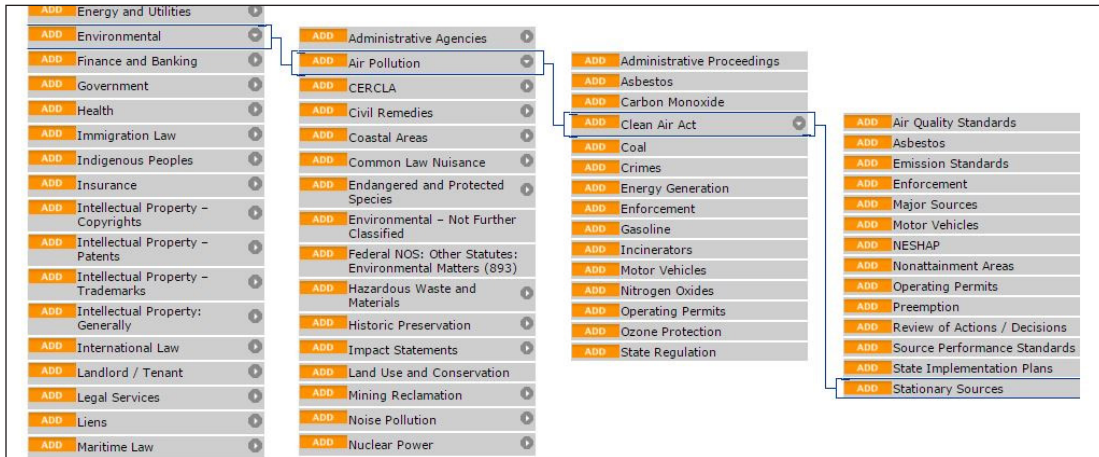 ADD Energy and Utilities
ADD Environmental
ADD Finance and Banking
ADD Government
ADD Health
ADD Immigration Law
ADD Indigenous Peoples
ADD Insurance
ADD Intellectual Property –
Copyrights
ADD Intellectual Property –
Patents
ADD Intellectual Property –
Trademarks
ADD Intellectual Property:
Generally
ADD International Law
ADD Landlord / Tenant
ADD Legal Services
ADD Liens
ADD Maritime Law
ADD Administrative Agencies
ADD Air Pollution
ADD CERCLA
ADD Civil Remedies
ADD Coastal Areas
ADD Common Law Nuisance
ADD Endangered and Protected
Species
ADD Environmental – Not Further
Classified
ADD Federal NOS: Other Statutes:
Environmental Matters (893)
ADD Hazardous Waste and
Materials
ADD Historic Preservation
ADD Impact Statements
ADD Land Use and Conservation
ADD Mining Reclamation
ADD Noise Pollution
ADD Nuclear Power
ADD Administrative Proceedings
ADD Asbestos
ADD Carbon Monoxide
ADD Clean Air Act
ADD Coal
ADD Crimes
ADD Energy Generation
ADD Enforcement
ADD Gasoline
ADD Incinerators
ADD Motor Vehicles
ADD Nitrogen Oxides
ADD Operating Permits
ADD Ozone Protection
ADD State Regulation
ADD Air Quality Standards
ADD Asbestos
ADD Emission Standards
ADD Enforcement
ADD Major Sources
ADD Motor Vehicles
ADD NESHAP
ADD Nonattainment Areas
ADD Operating Permits
ADD Preemption
ADD Review of Actions / Decisions
ADD Source Performance Standards
ADD State Implementation Plans
ADD Stationary Sources